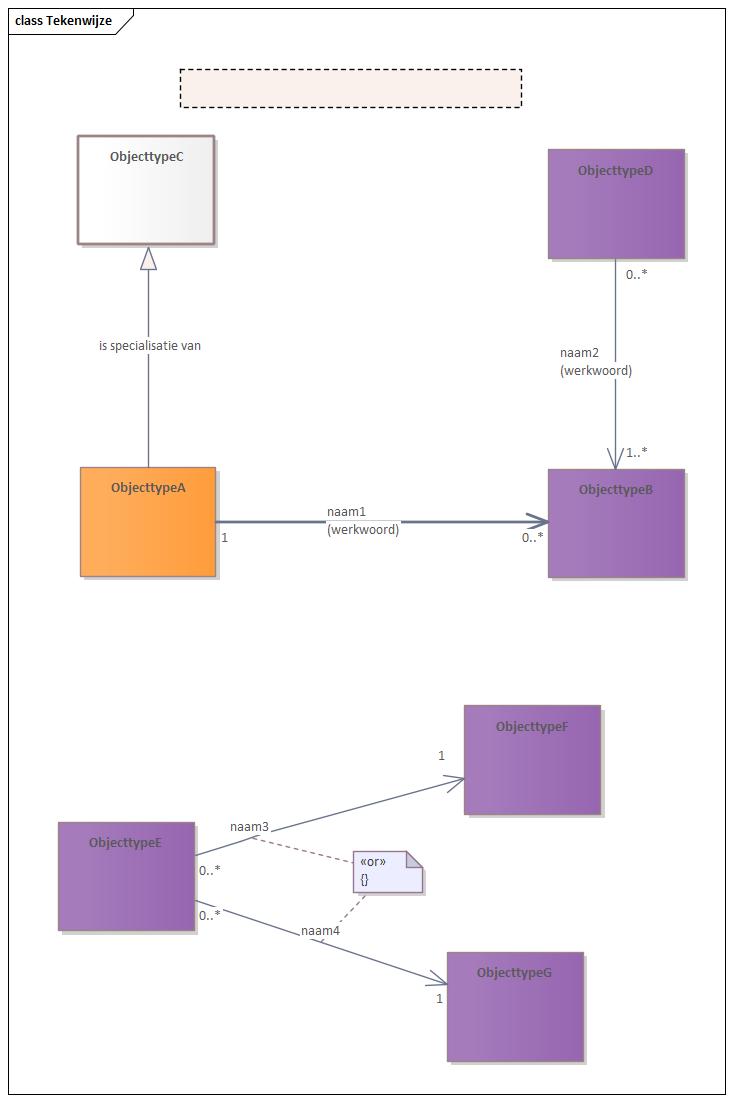 class Tekenwijze
ObjecttypeC
ObjecttypeD
0..*
is specialisatie van
naam2
(werkwoord)
1..*
ObjecttypeA
ObjecttypeB
naam1
(werkwoord)
1
0..*
ObjecttypeF
1
naam3
ObjecttypeE
0..*
«or»
{}
0..*
naam4
ObjecttypeG
1